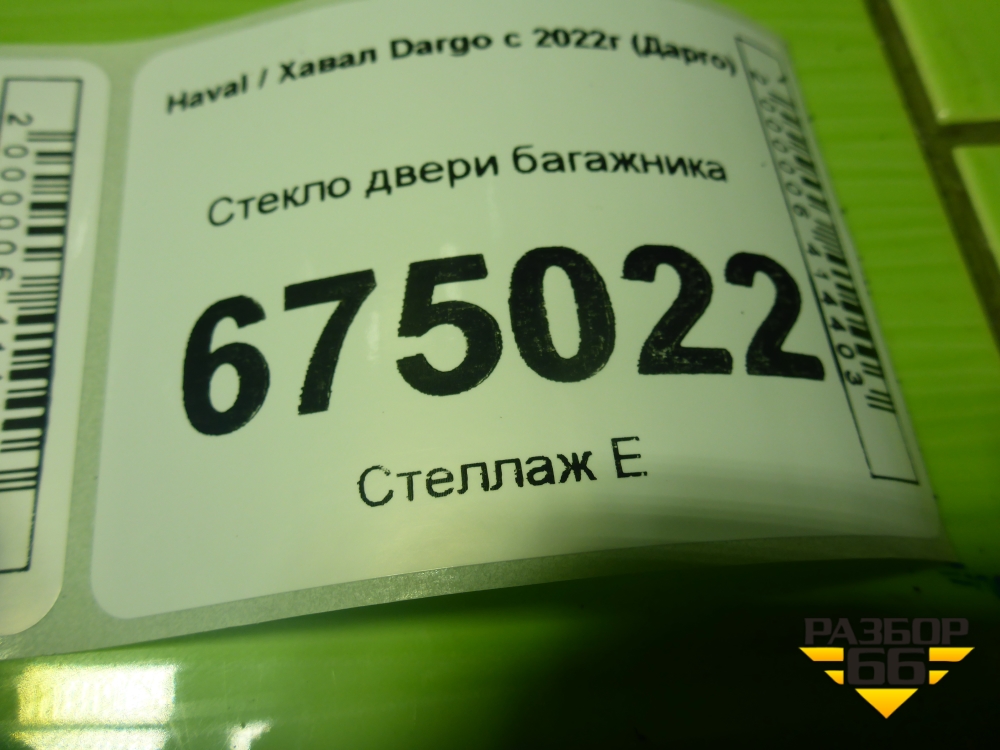 Haval / Хавал Dargo с 2022г (Дарго)
Стекло двери багажника
675022
Стеллаж Е
РАЗБОР
66